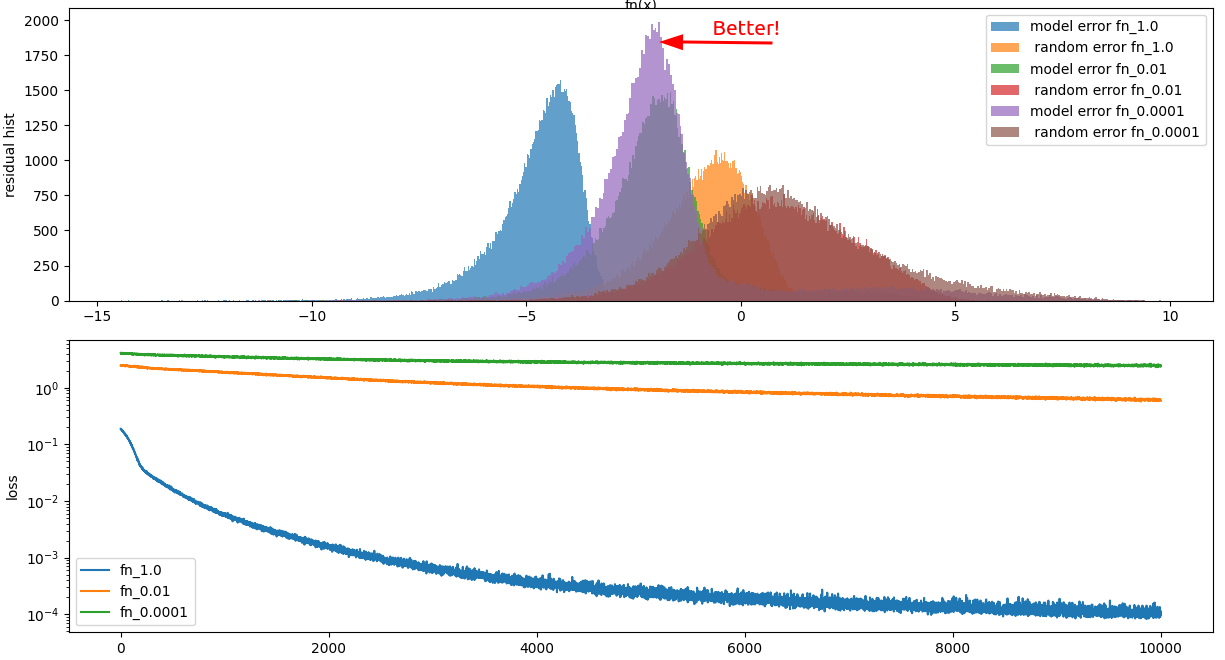 fn(x)
Better!
2000
1750
1500
1250
1000
750
500
250
0
residual hist
model error fn_1.0
random error fn_1.0
model error fn_0.01
random error fn_0.01
model error fn_0.0001
random error fn_0.0001
−15 −10 −5 0 5 10
10⁰
10⁻¹
10⁻²
10⁻³
10⁻⁴
loss
fn_1.0
fn_0.01
fn_0.0001
0 2000 4000 6000 8000 10000